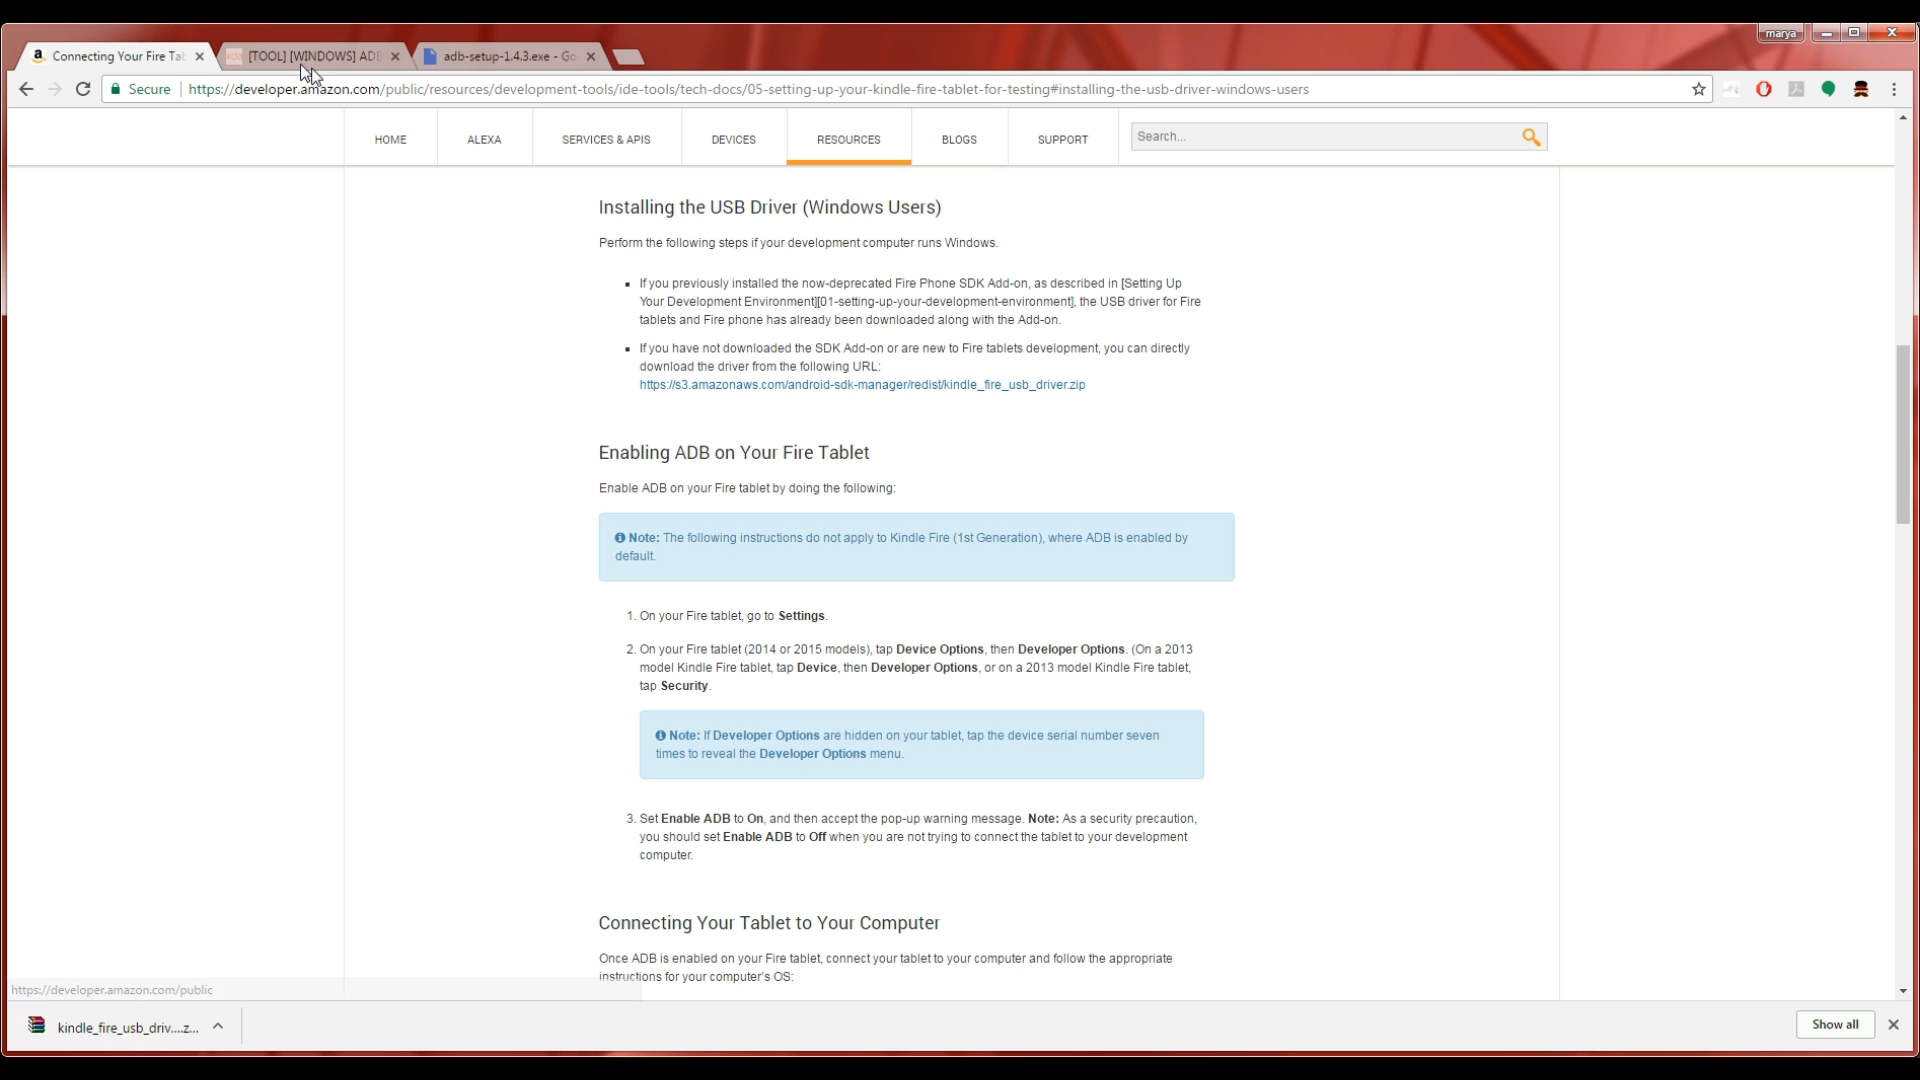 marya
Connecting Your Fire Tab
[TOOL] [WINDOWS] ADB
adb-setup-1.4.3.exe - Go
Secure
https://developer.amazon.com/public/resources/development-tools/ide-tools/tech-docs/05-setting-up-your-kindle-fire-tablet-for-testing#installing-the-usb-driver-windows-users
HOME
ALEXA
SERVICES & APIS
DEVICES
RESOURCES
BLOGS
SUPPORT
Search...
Installing the USB Driver (Windows Users)
Perform the following steps if your development computer runs Windows.
If you previously installed the now-deprecated Fire Phone SDK Add-on, as described in [Setting Up
Your Development Environment][01-setting-up-your-development-environment], the USB driver for Fire
tablets and Fire phone has already been downloaded along with the Add-on.
If you have not downloaded the SDK Add-on or are new to Fire tablets development, you can directly
download the driver from the following URL:
https://s3.amazonaws.com/android-sdk-manager/redist/kindle_fire_usb_driver.zip
Enabling ADB on Your Fire Tablet
Enable ADB on your Fire tablet by doing the following:
Note: The following instructions do not apply to Kindle Fire (1st Generation), where ADB is enabled by
default.
1. On your Fire tablet, go to Settings.
2. On your Fire tablet (2014 or 2015 models), tap Device Options, then Developer Options. (On a 2013
model Kindle Fire tablet, tap Device, then Developer Options, or on a 2013 model Kindle Fire tablet,
tap Security.
Note: If Developer Options are hidden on your tablet, tap the device serial number seven
times to reveal the Developer Options menu.
3. Set Enable ADB to On, and then accept the pop-up warning message. Note: As a security precaution,
you should set Enable ADB to Off when you are not trying to connect the tablet to your development
computer.
Connecting Your Tablet to Your Computer
Once ADB is enabled on your Fire tablet, connect your tablet to your computer and follow the appropriate
instructions for your computer's OS:
https://developer.amazon.com/public
kindle_fire_usb_driv....z...
Show all